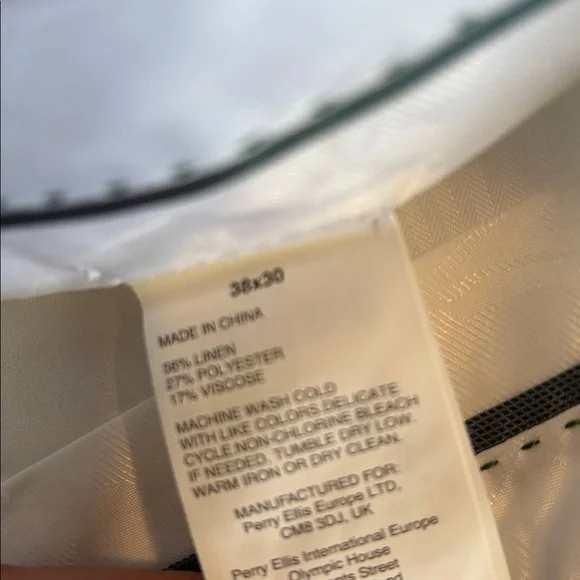 38x30
MADE IN CHINA
56% LINEN
27% POLYESTER
17% VISCOSE
MACHINE WASH COLD
WITH LIKE COLORS DELICATE
CYCLE.NON-CHLORINE BLEACH
IF NEEDED. TUMBLE DRY LOW.
WARM IRON OR DRY CLEAN.
MANUFACTURED FOR:
Perry Ellis Europe LTD,
CM8 3DJ, UK
Perry Ellis International Europe
Olympic House
Street